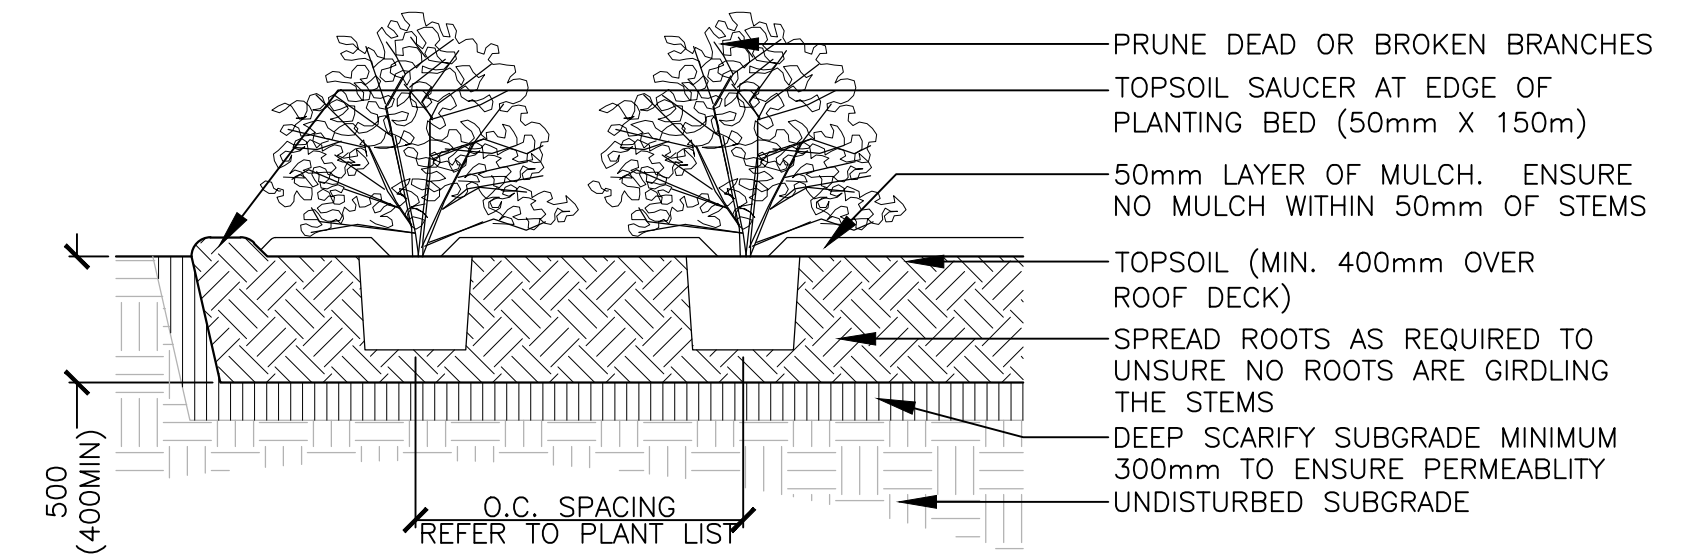 PRUNE DEAD OR BROKEN BRANCHES
TOPSOIL SAUCER AT EDGE OF
PLANTING BED (50mm X 150m)
50mm LAYER OF MULCH. ENSURE
NO MULCH WITHIN 50mm OF STEMS
TOPSOIL (MIN. 400mm OVER
ROOF DECK)
SPREAD ROOTS AS REQUIRED TO
UNSURE NO ROOTS ARE GIRDLING
THE STEMS
DEEP SCARIFY SUBGRADE MINIMUM
300mm TO ENSURE PERMEABLITY
UNDISTURBED SUBGRADE
500
(400MIN)
O.C. SPACING
REFER TO PLANT LIST